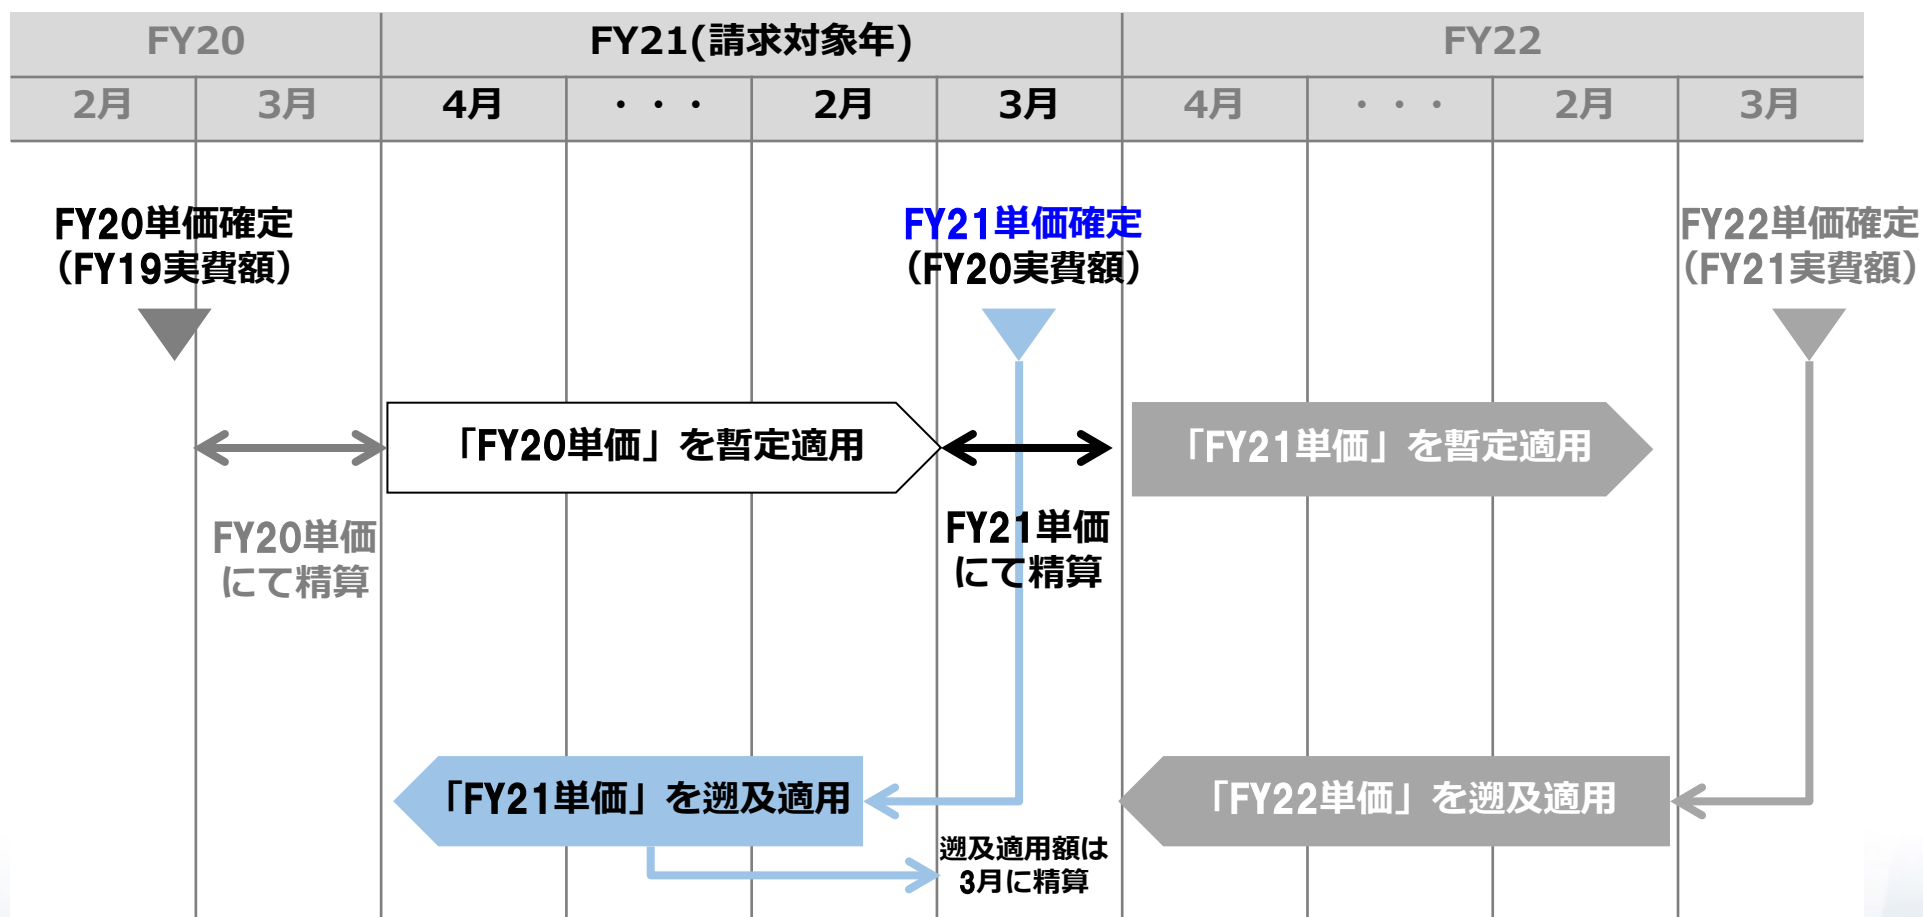 FY20
FY21(請求対象年)
FY22
2月
3月
4月
・・・
2月
3月
4月
・・・
2月
3月
FY20単価確定
（FY19実費額）
FY21単価確定
（FY20実費額）
FY22単価確定
（FY21実費額）
「FY20単価」を暫定適用
「FY21単価」を暫定適用
FY20単価
にて精算
FY21単価
にて精算
「FY21単価」を遡及適用
「FY22単価」を遡及適用
遡及適用額は
3月に精算